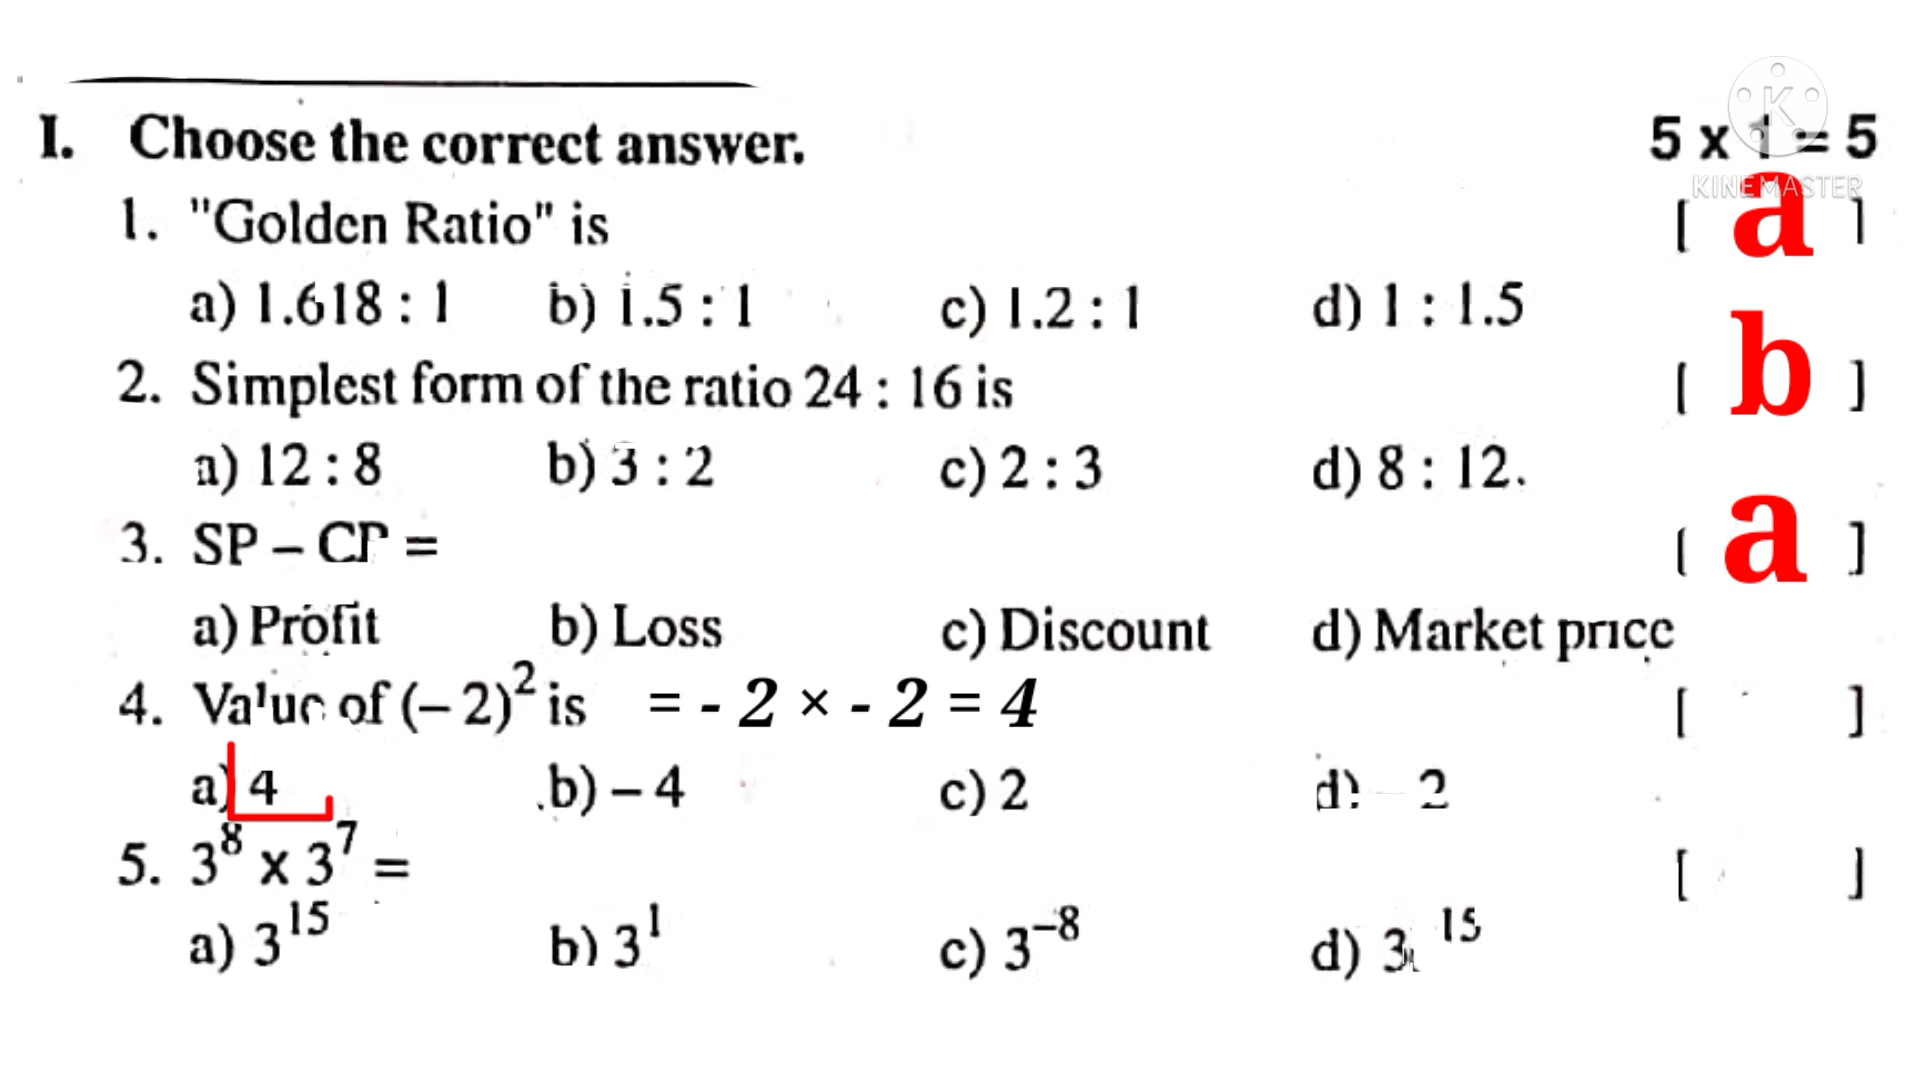 I. Choose the correct answer. 5 x 1 = 5
KINEMASTER
1. "Golden Ratio" is [ a ]
a) 1.618 : 1 b) 1.5 : 1 c) 1.2 : 1 d) 1 : 1.5
2. Simplest form of the ratio 24 : 16 is [ b ]
a) 12 : 8 b) 3 : 2 c) 2 : 3 d) 8 : 12.
3. SP – CP = [ a ]
a) Profit b) Loss c) Discount d) Market price
4. Value of (– 2)² is = - 2 × - 2 = 4 [ ]
a) 4 b) – 4 c) 2 d) – 2
5. 3⁸ x 3⁷ = [ ]
a) 3¹⁵ b) 3¹ c) 3⁻⁸ d) 3 ¹⁵